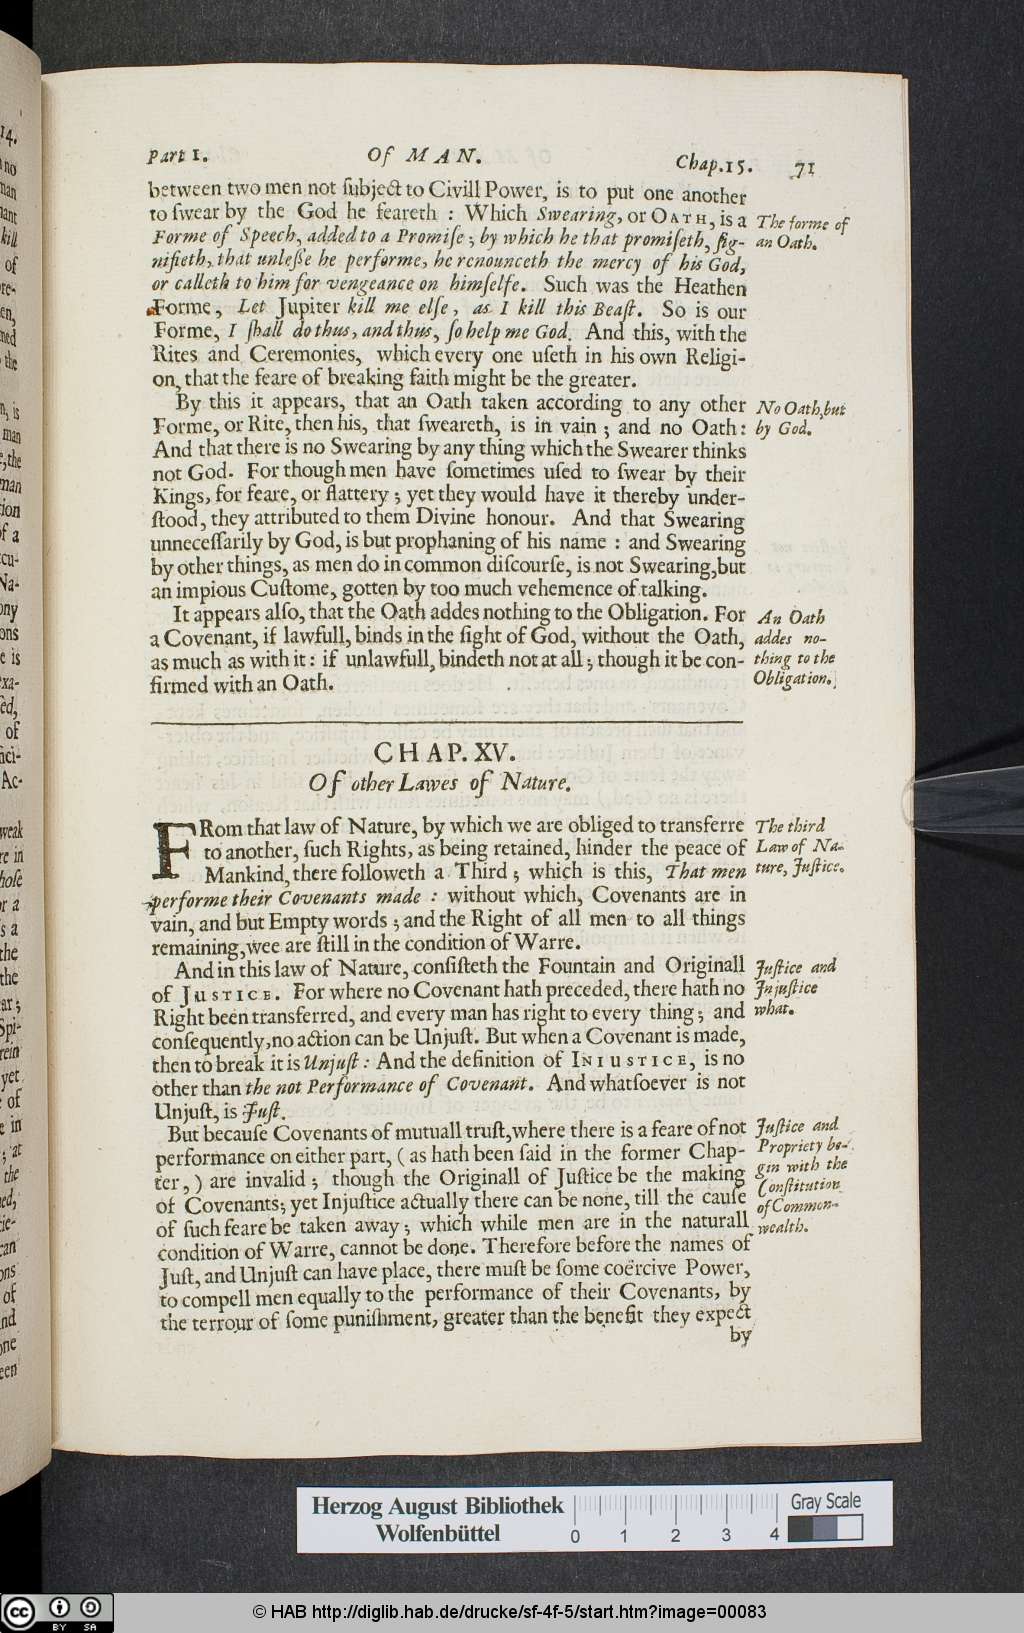 Part 1. Of MAN. Chap. 15. 71
between two men not ſubject to Civill Power, is to put one another
to ſwear by the God he feareth : Which Swearing, or OATH, is a
Forme of Speech, added to a Promiſe ; by which he that promiſeth, ſig-
nifieth, that unleſſe he performe, he renounceth the mercy of his God,
or calleth to him for vengeance on himſelfe. Such was the Heathen
Forme, Let Jupiter kill me elſe, as I kill this Beaſt. So is our
Forme, I ſhall do thus, and thus, ſo help me God. And this, with the
Rites and Ceremonies, which every one uſeth in his own Religi-
on, that the feare of breaking faith might be the greater.
The forme of
an Oath.
By this it appears, that an Oath taken according to any other
Forme, or Rite, then his, that ſweareth, is in vain ; and no Oath:
And that there is no Swearing by any thing which the Swearer thinks
not God. For though men have ſometimes uſed to ſwear by their
Kings, for feare, or flattery ; yet they would have it thereby under-
ſtood, they attributed to them Divine honour. And that Swearing
unneceſſarily by God, is but prophaning of his name : and Swearing
by other things, as men do in common diſcourſe, is not Swearing, but
an impious Cuſtome, gotten by too much vehemence of talking.
No Oath, but
by God.
It appears alſo, that the Oath addes nothing to the Obligation. For
a Covenant, if lawfull, binds in the ſight of God, without the Oath,
as much as with it : if unlawfull, bindeth not at all ; though it be con-
firmed with an Oath.
An Oath
addes no-
thing to the
Obligation.
CHAP. XV.
Of other Lawes of Nature.
FRom that law of Nature, by which we are obliged to transferre
to another, ſuch Rights, as being retained, hinder the peace of
Mankind, there followeth a Third ; which is this, That men
performe their Covenants made : without which, Covenants are in
vain, and but Empty words ; and the Right of all men to all things
remaining, wee are ſtill in the condition of Warre.
The third
Law of Na-
ture, Juſtice.
And in this law of Nature, conſiſteth the Fountain and Originall
of JUSTICE. For where no Covenant hath preceded, there hath no
Right been transferred, and every man has right to every thing ; and
conſequently, no action can be Unjuſt. But when a Covenant is made,
then to break it is Unjuſt : And the definition of INIUSTICE, is no
other than the not Performance of Covenant. And whatſoever is not
Unjuſt, is Juſt.
Juſtice and
Injuſtice
what.
But becauſe Covenants of mutuall truſt, where there is a feare of not
performance on either part, ( as hath been ſaid in the former Chap-
ter, ) are invalid ; though the Originall of Juſtice be the making
of Covenants ; yet Injuſtice actually there can be none, till the cauſe
of ſuch feare be taken away ; which while men are in the naturall
condition of Warre, cannot be done. Therefore before the names of
Juſt, and Unjuſt can have place, there muſt be ſome coërcive Power,
to compell men equally to the performance of their Covenants, by
the terrour of ſome puniſhment, greater than the benefit they expect
by
Juſtice and
Propriety be-
gin with the
Conſtitution
of Common-
wealth.
Herzog August Bibliothek
Wolfenbüttel
0 1 2 3 4
Gray Scale
cc BY SA
© HAB http://diglib.hab.de/drucke/sf-4f-5/start.htm?image=00083